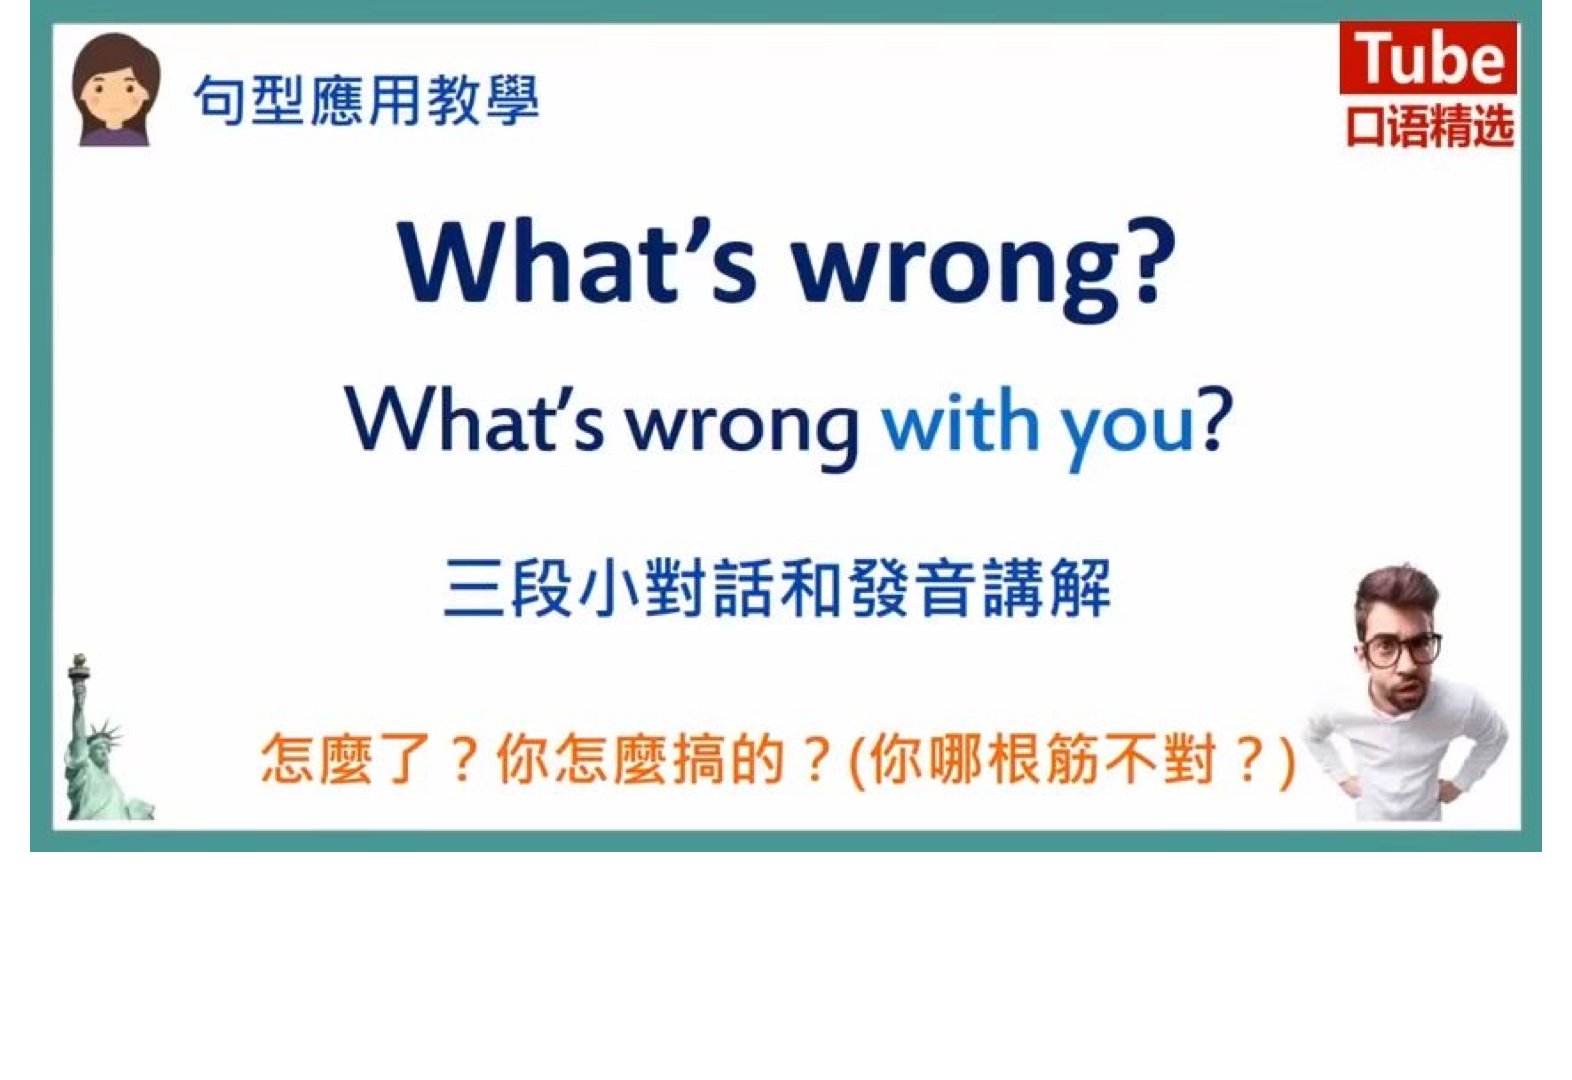 句型應用教學
Tube
口语精选
What's wrong?
What's wrong with you?
三段小對話和發音講解
怎麼了？你怎麼搞的？(你哪根筋不對？)